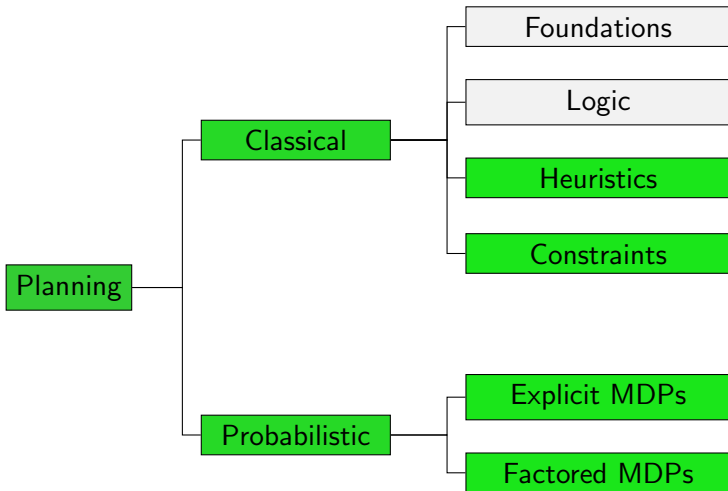 Foundations
Logic
Classical
Heuristics
Constraints
Planning
Explicit MDPs
Probabilistic
Factored MDPs